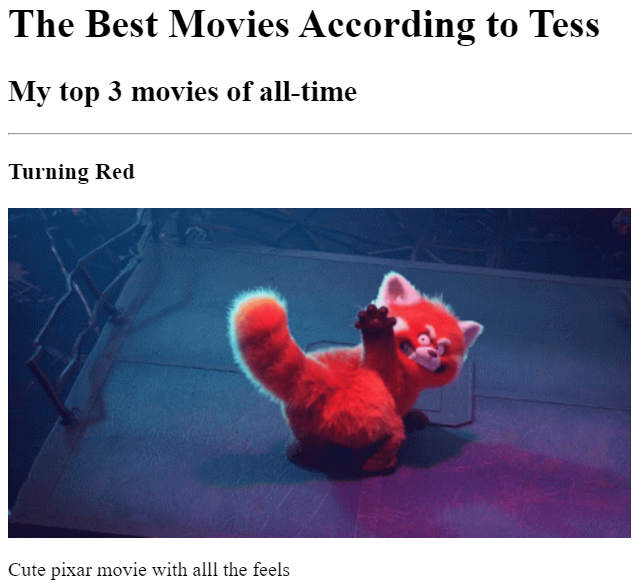 The Best Movies According to Tess
My top 3 movies of all-time
Turning Red
Cute pixar movie with alll the feels